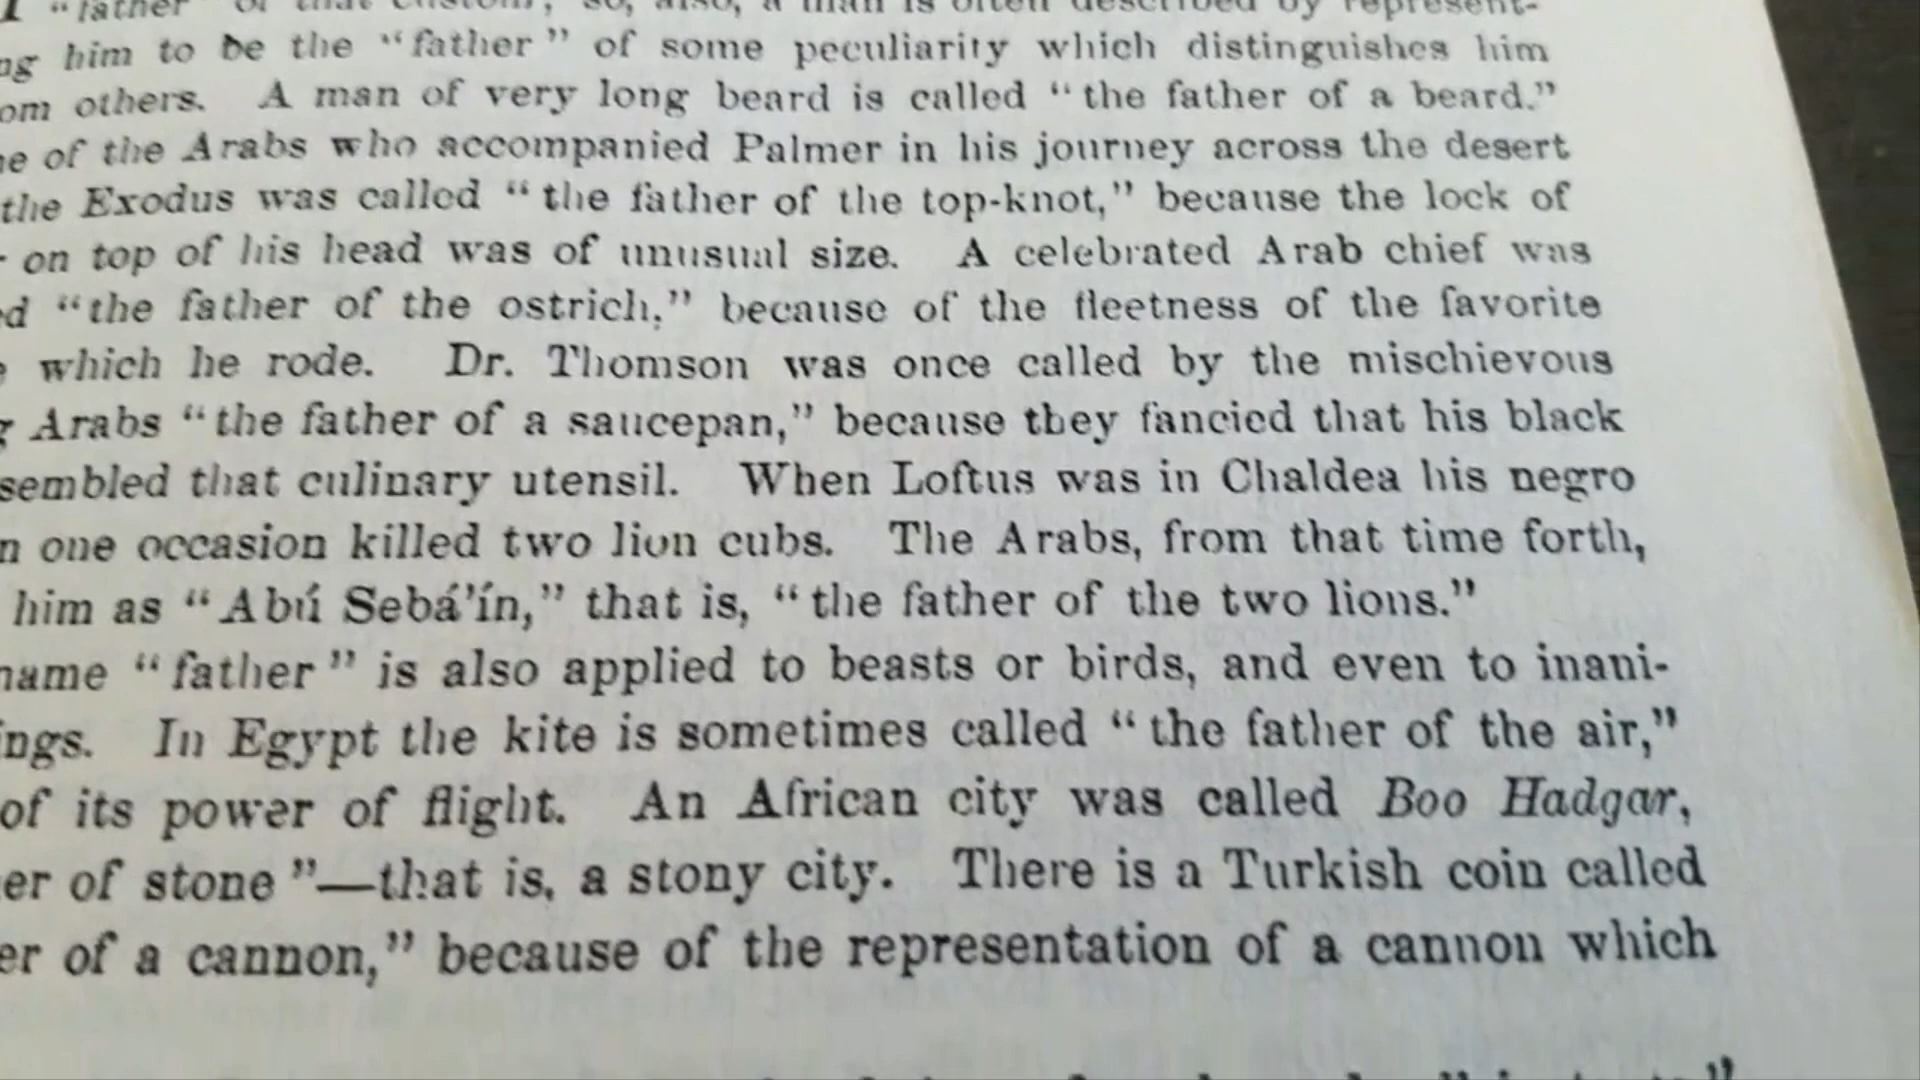 "father" of that custom, so, also, a man is often described by represent-
him to be the "father" of some peculiarity which distinguishes him
others. A man of very long beard is called "the father of a beard."
of the Arabs who accompanied Palmer in his journey across the desert
the Exodus was called "the father of the top-knot," because the lock of
on top of his head was of unusual size. A celebrated Arab chief was
"the father of the ostrich," because of the fleetness of the favorite
which he rode. Dr. Thomson was once called by the mischievous
Arabs "the father of a saucepan," because they fancied that his black
sembled that culinary utensil. When Loftus was in Chaldea his negro
one occasion killed two lion cubs. The Arabs, from that time forth,
him as "Abú Sebá'ín," that is, "the father of the two lions."
name "father" is also applied to beasts or birds, and even to inani-
ings. In Egypt the kite is sometimes called "the father of the air,"
of its power of flight. An African city was called Boo Hadgar,
er of stone"—that is, a stony city. There is a Turkish coin called
er of a cannon," because of the representation of a cannon which